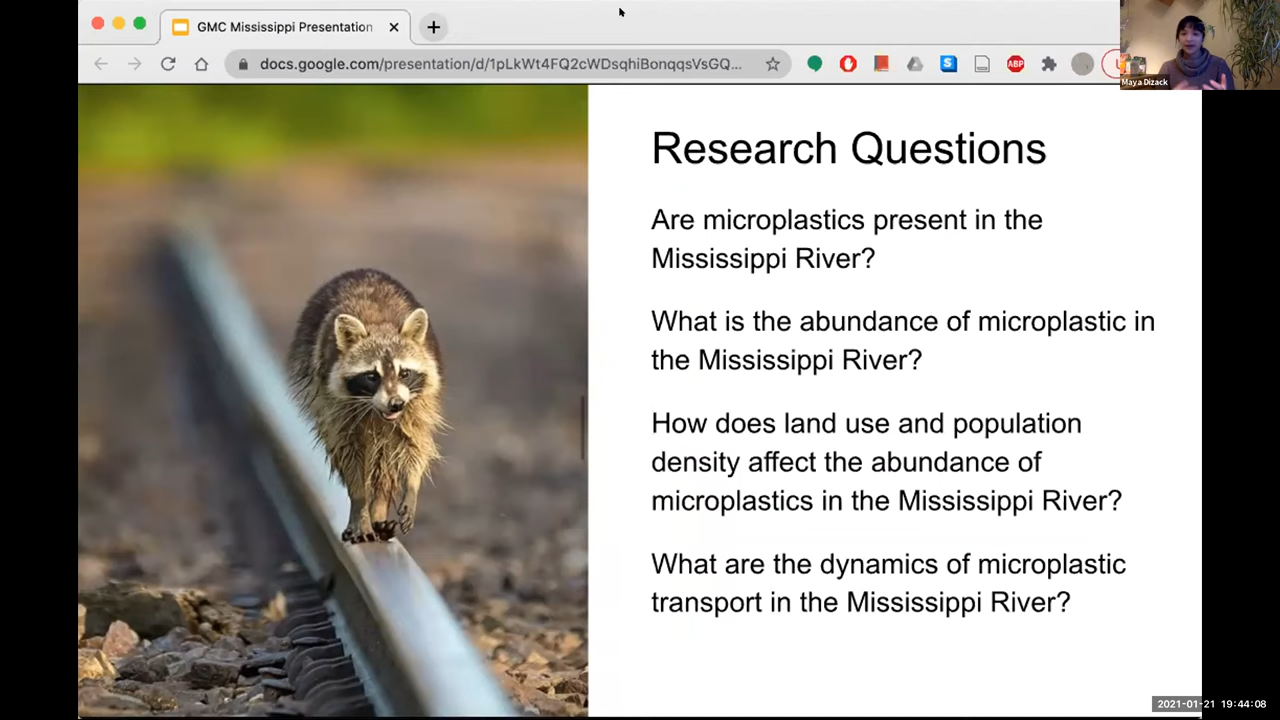 GMC Mississippi Presentation
docs.google.com/presentation/d/1pLkWt4FQ2cWDsqhiBonqqsVsGQ...
S
ABP
Maya Dizack
Research Questions
Are microplastics present in the
Mississippi River?
What is the abundance of microplastic in
the Mississippi River?
How does land use and population
density affect the abundance of
microplastics in the Mississippi River?
What are the dynamics of microplastic
transport in the Mississippi River?
2021-01-21 19:44:08